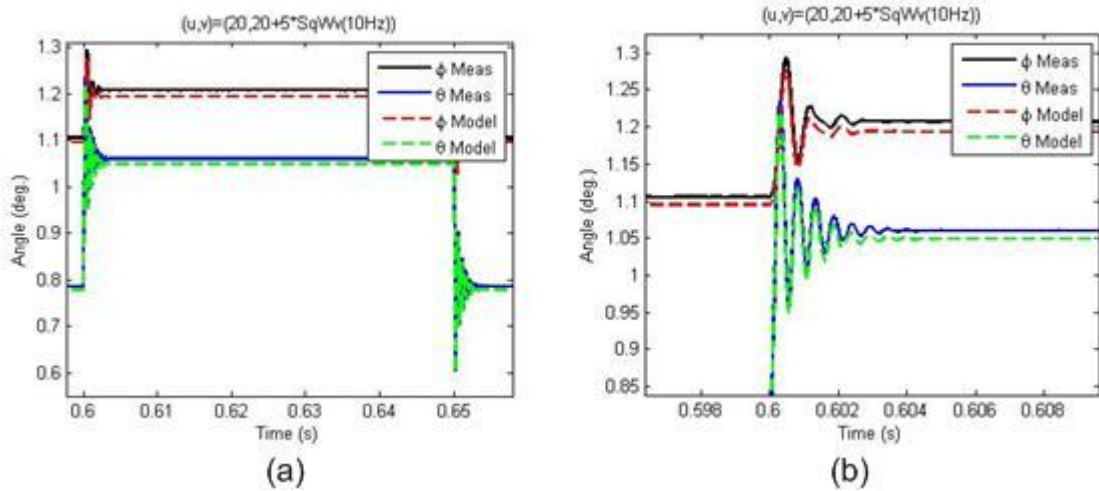 (u,v)=(20,20+5*SqWv(10Hz))
1.3
1.2
1.1
1
0.9
0.8
0.7
0.6
Angle (deg.)
0.6 0.61 0.62 0.63 0.64 0.65
Time (s)
ϕ Meas
θ Meas
ϕ Model
θ Model
(a)
(u,v)=(20,20+5*SqWv(10Hz))
1.3
1.25
1.2
1.15
1.1
1.05
1
0.95
0.9
0.85
Angle (deg.)
0.598 0.6 0.602 0.604 0.606 0.608
Time (s)
ϕ Meas
θ Meas
ϕ Model
θ Model
(b)